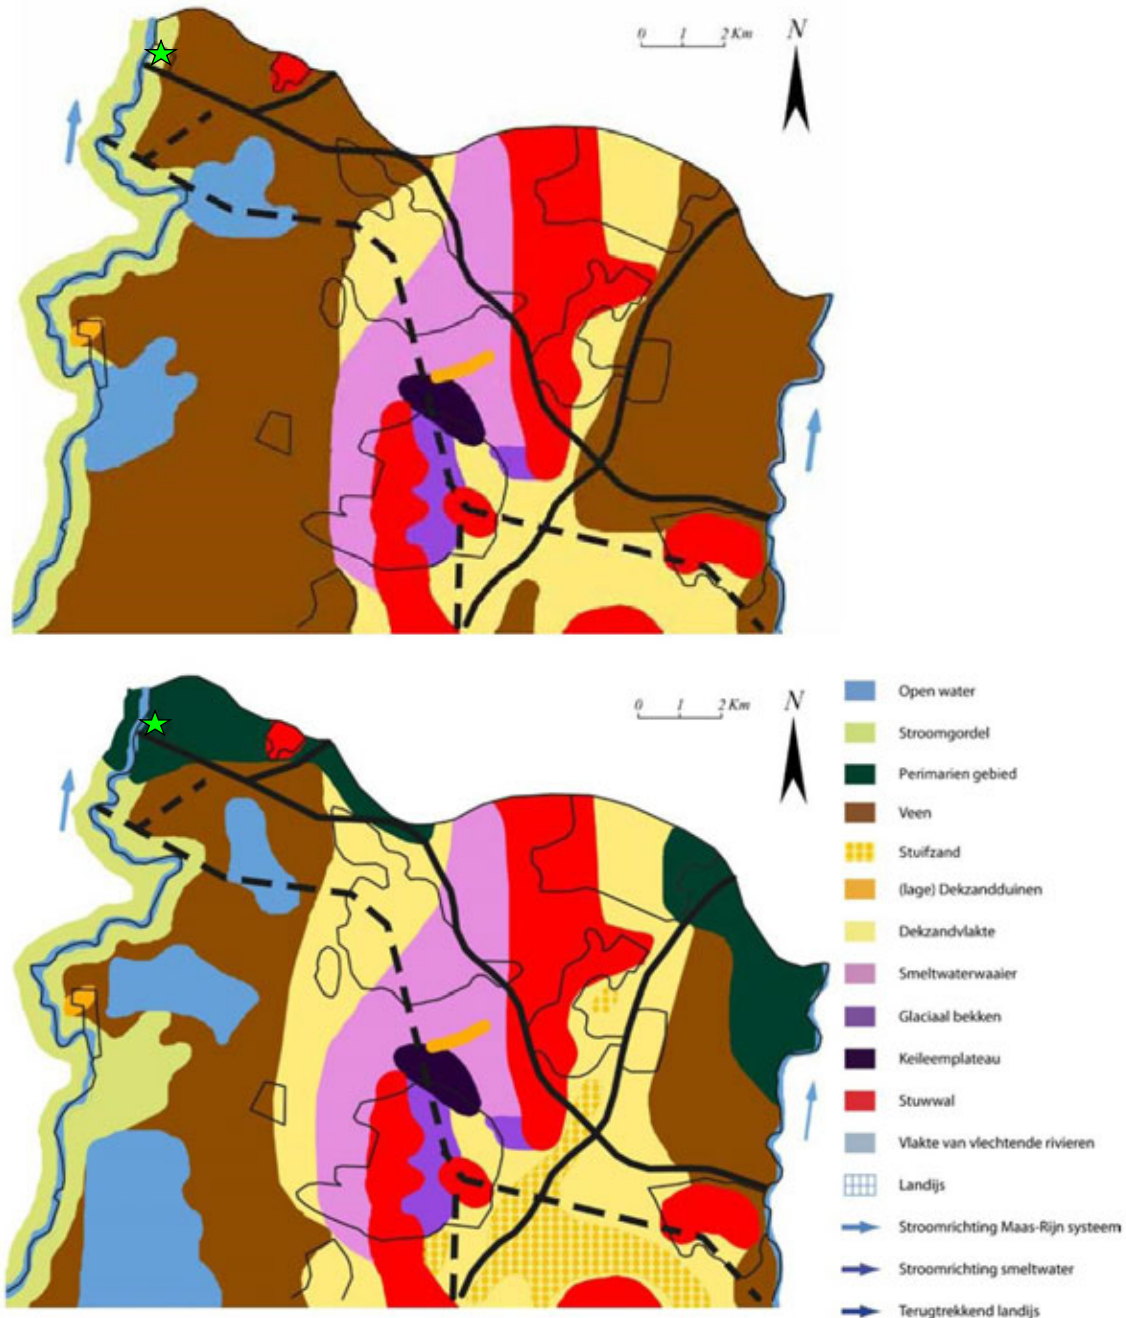 0 1 2 Km
N
0 1 2 Km
N
Open water
Stroomgordel
Perimarien gebied
Veen
Stuifzand
(lage) Dekzandduinen
Dekzandvlakte
Smeltwaterwaaier
Glaciaal bekken
Keileemplateau
Stuwwal
Vlakte van vlechtende rivieren
Landijs
Stroomrichting Maas-Rijn systeem
Stroomrichting smeltwater
Terugtrekkend landijs